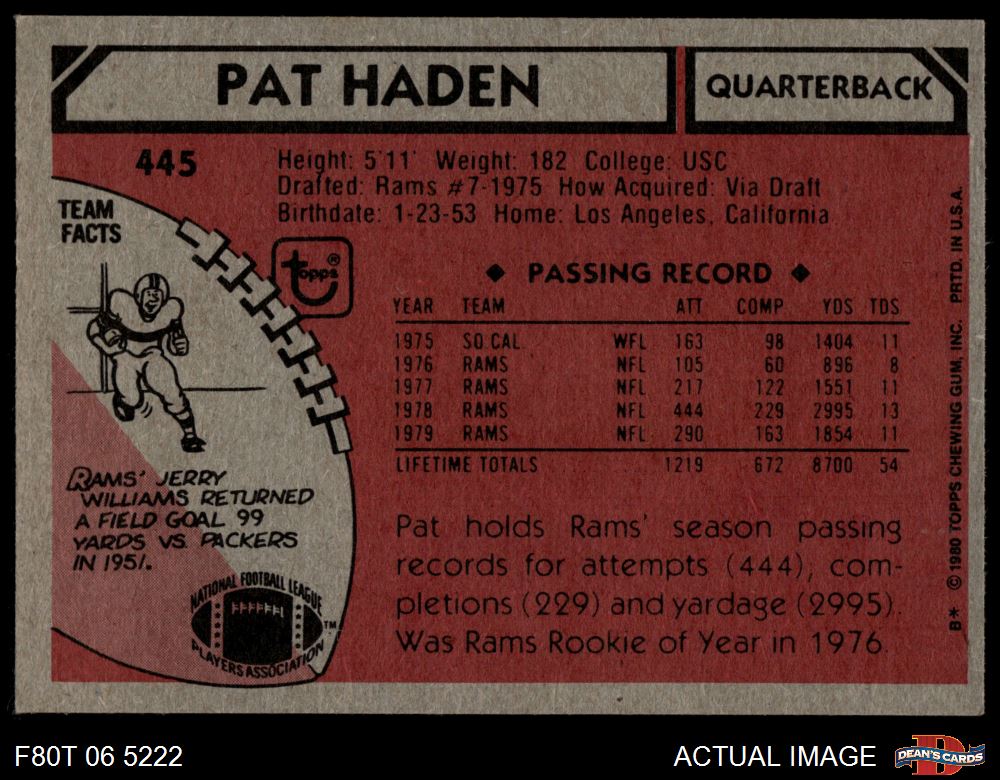 PAT HADEN
QUARTERBACK
445
Height: 5'11' Weight: 182 College: USC
Drafted: Rams #7-1975 How Acquired: Via Draft
Birthdate: 1-23-53 Home: Los Angeles, California
TEAM
FACTS
topps®
◆ PASSING RECORD ◆
YEAR TEAM ATT COMP YDS TDS
1975 SO.CAL. WFL 163 98 1404 11
1976 RAMS NFL 105 60 896 8
1977 RAMS NFL 217 122 1551 11
1978 RAMS NFL 444 229 2995 13
1979 RAMS NFL 290 163 1854 11
LIFETIME TOTALS 1219 672 8700 54
RAMS' JERRY
WILLIAMS RETURNED
A FIELD GOAL 99
YARDS VS. PACKERS
IN 1951.
NATIONAL FOOTBALL LEAGUE
PLAYERS ASSOCIATION
TM
Pat holds Rams' season passing
records for attempts (444), com-
pletions (229) and yardage (2995).
Was Rams Rookie of Year in 1976.
B* © 1980 TOPPS CHEWING GUM, INC. PRTD. IN U.S.A.
F80T 06 5222
ACTUAL IMAGE
D
DEAN'S CARDS